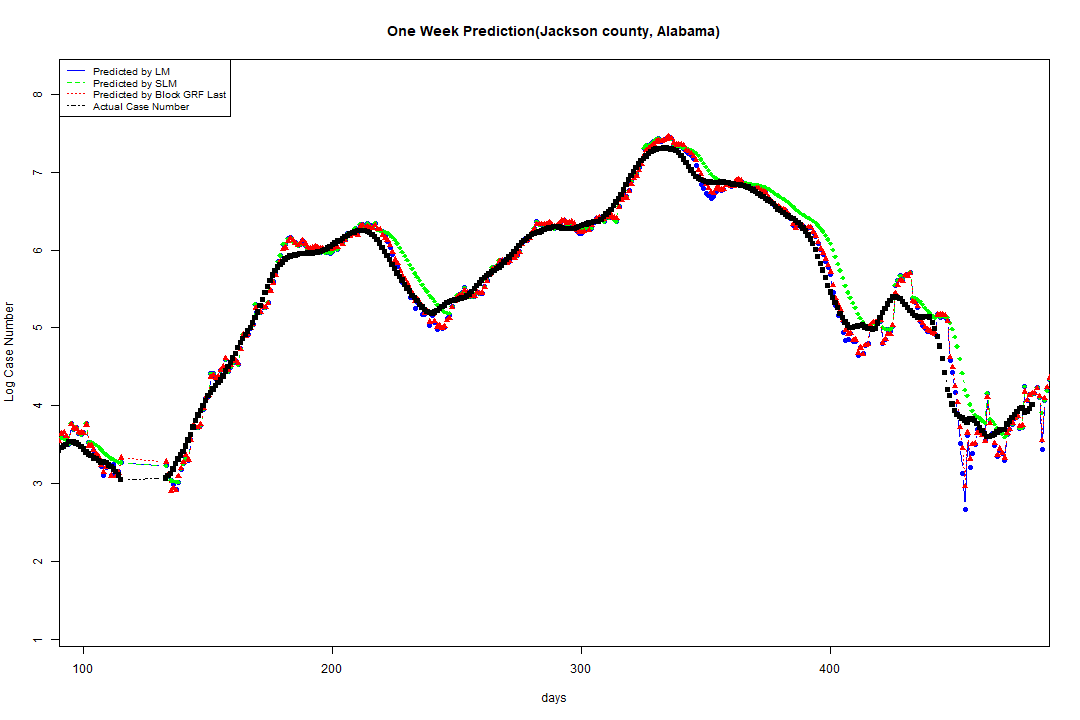 One Week Prediction(Jackson county, Alabama)
Predicted by LM
Predicted by SLM
Predicted by Block GRF Last
Actual Case Number
8
7
6
5
4
3
2
1
Log Case Number
100 200 300 400
days